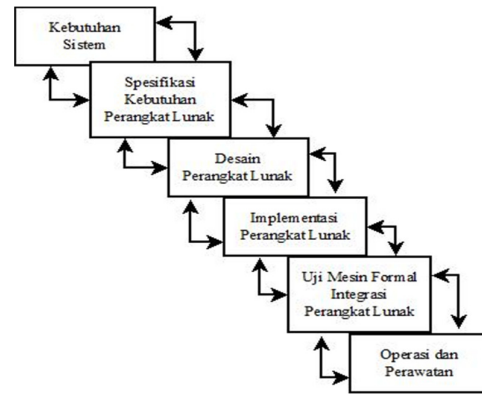 Kebutuhan
Sistem
Spesifikasi
Kebutuhan
Perangkat Lunak
Desain
Perangkat Lunak
Implementasi
Perangkat Lunak
Uji Mesin Formal
Integrasi
Perangkat Lunak
Operasi dan
Perawatan